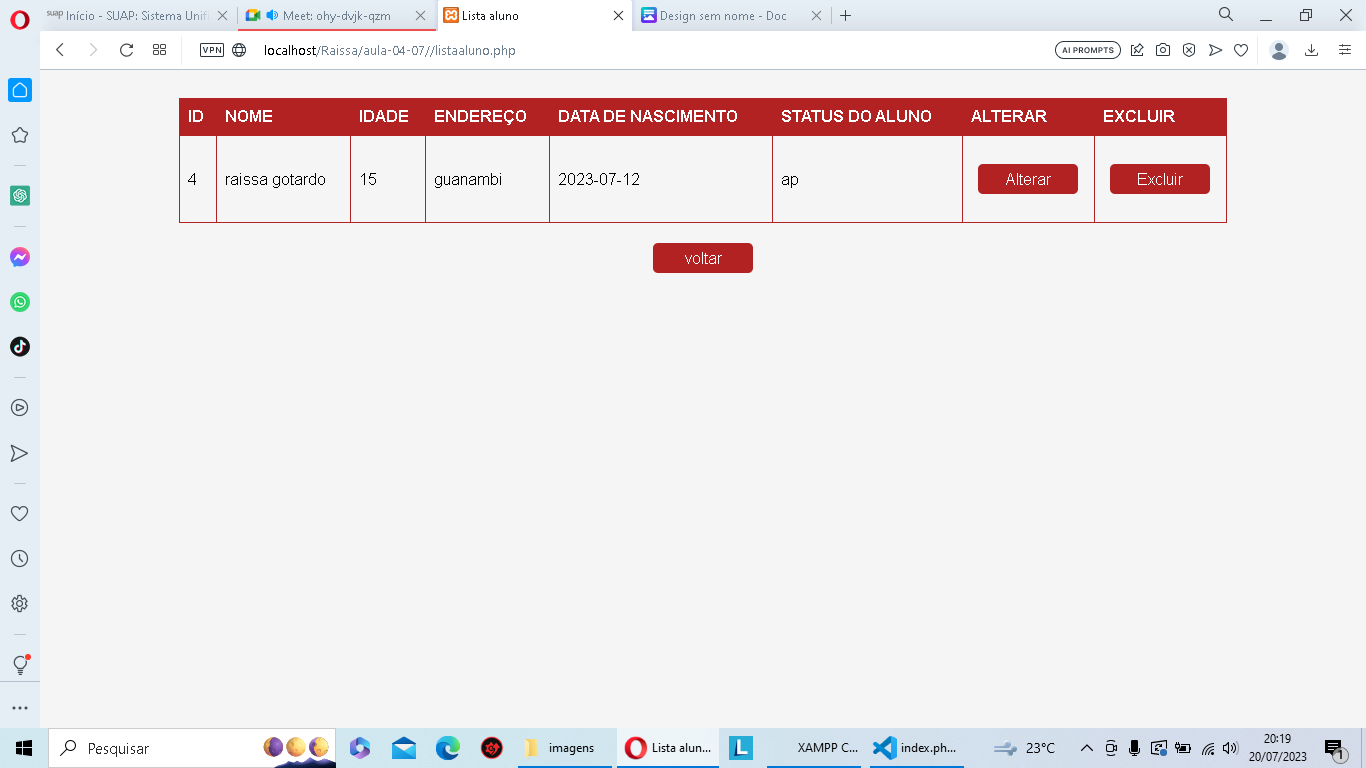 suap Início - SUAP: Sistema Unifi
Meet: ohy-dvjk-qzm
Lista aluno
Design sem nome - Doc
VPN
localhost/Raissa/aula-04-07//listaaluno.php
AI PROMPTS
ID NOME IDADE ENDEREÇO DATA DE NASCIMENTO STATUS DO ALUNO ALTERAR EXCLUIR
4 raissa gotardo 15 guanambi 2023-07-12 ap Alterar Excluir
voltar
Pesquisar
imagens
Lista alun...
L
XAMPP C...
index.ph...
23°C
20:19
20/07/2023
1